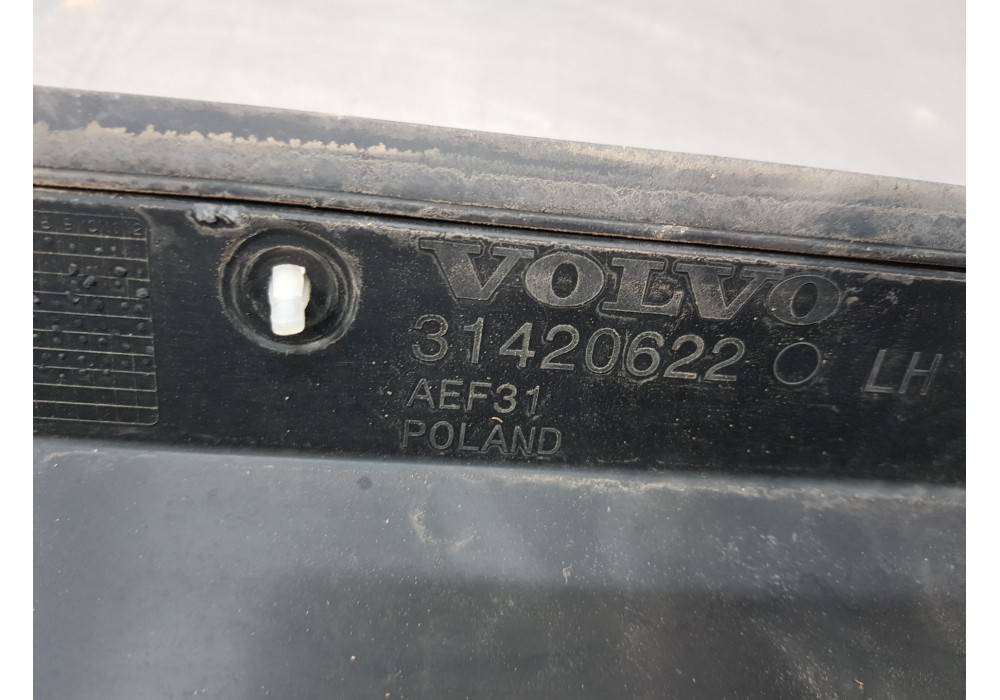 VOLVO
31420622 LH
AEF31
POLAND